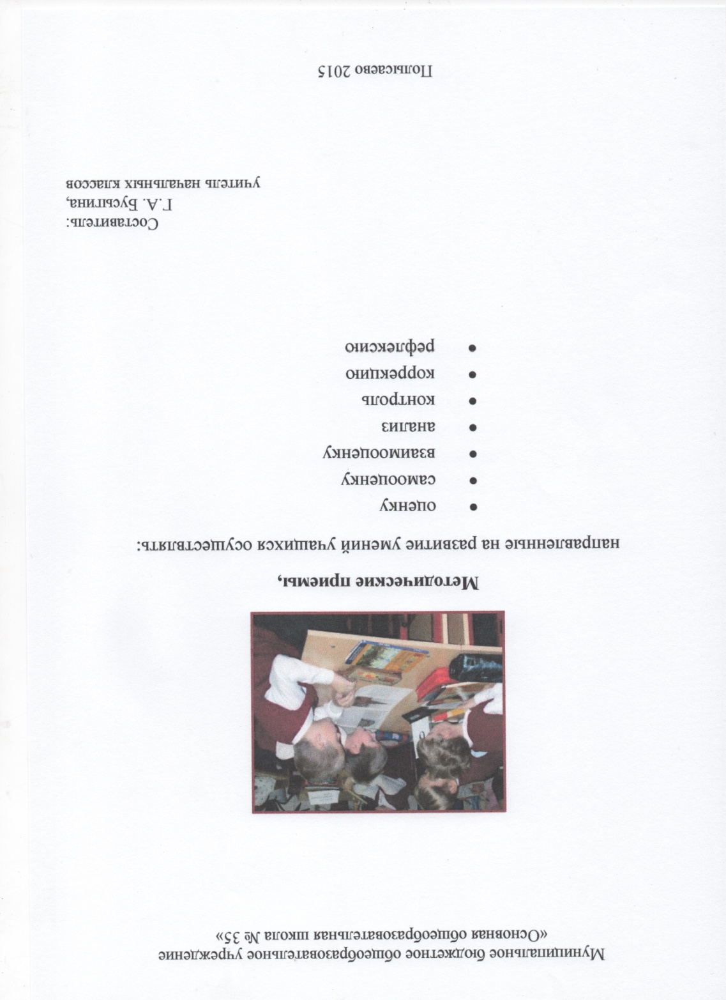 Муниципальное бюджетное общеобразовательное учреждение
«Основная общеобразовательная школа № 35»
Методические приемы,
направленные на развитие умений учащихся осуществлять:
• оценку
• самооценку
• взаимооценку
• анализ
• контроль
• коррекцию
• рефлексию
Составитель:
Г.А. Бусыгина,
учитель начальных классов
Полысаево 2015